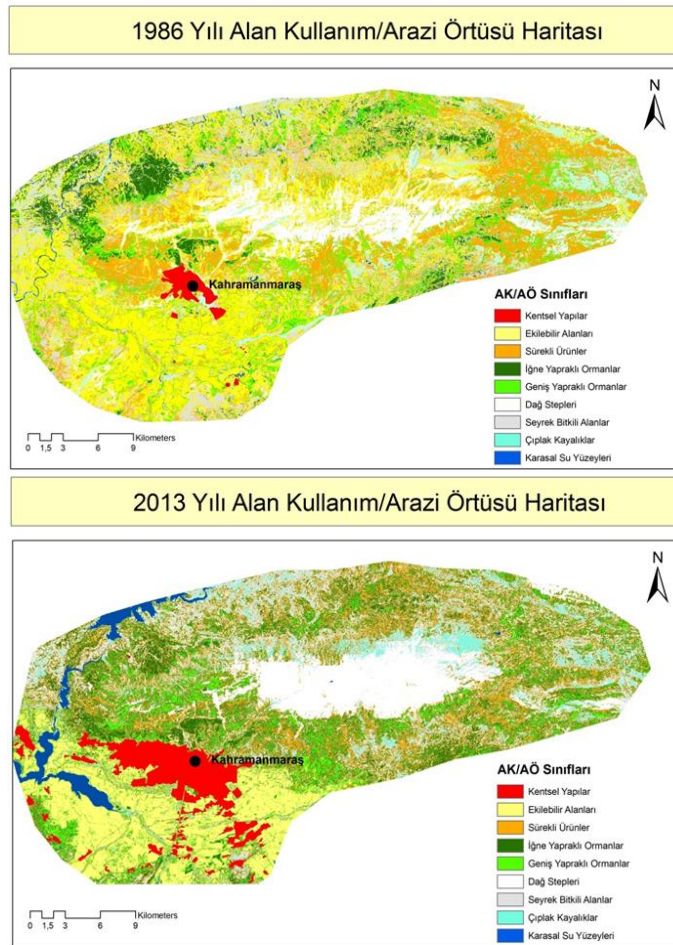 1986 Yılı Alan Kullanım/Arazi Örtüsü Haritası
N
Kahramanmaraş
AK/AÖ Sınıfları
Kentsel Yapılar
Ekilebilir Alanları
Sürekli Ürünler
İğne Yapraklı Ormanlar
Geniş Yapraklı Ormanlar
Dağ Stepleri
Seyrek Bitkili Alanlar
Çıplak Kayalıklar
Karasal Su Yüzeyleri
Kilometers
0 1,5 3 6 9
2013 Yılı Alan Kullanım/Arazi Örtüsü Haritası
N
Kahramanmaraş
AK/AÖ Sınıfları
Kentsel Yapılar
Ekilebilir Alanları
Sürekli Ürünler
İğne Yapraklı Ormanlar
Geniş Yapraklı Ormanlar
Dağ Stepleri
Seyrek Bitkili Alanlar
Çıplak Kayalıklar
Karasal Su Yüzeyleri
Kilometers
0 1,5 3 6 9